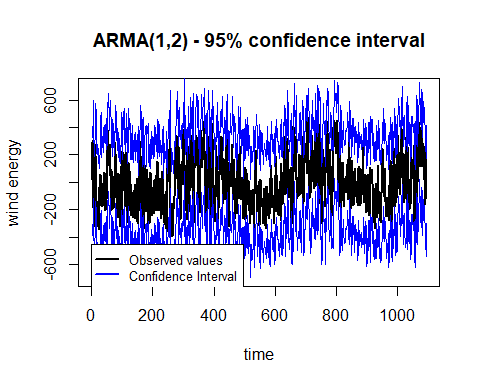 ARMA(1,2) - 95% confidence interval
wind energy
600
200
-200
-600
Observed values
Confidence Interval
0 200 400 600 800 1000
time